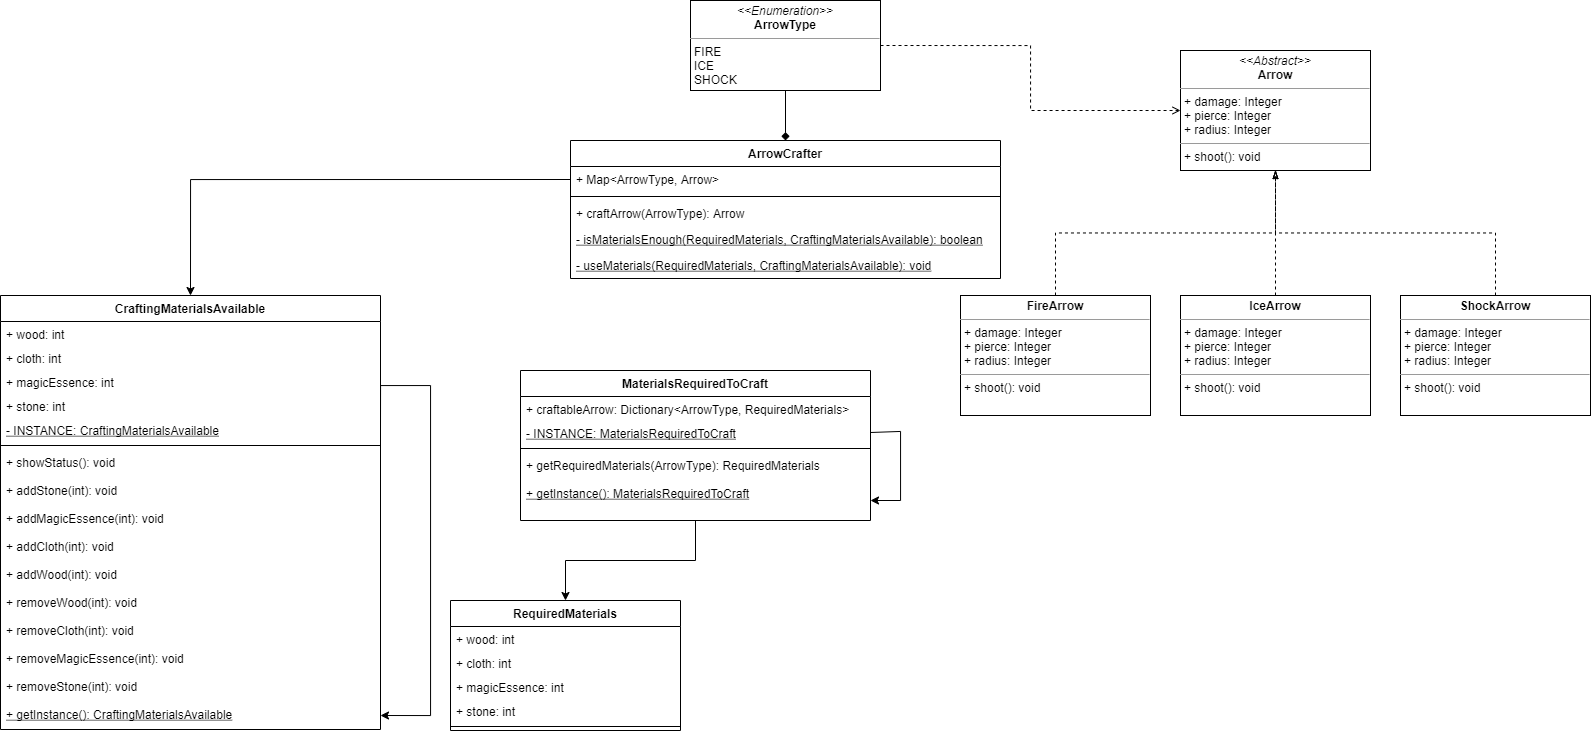 <<Enumeration>>
ArrowType
FIRE
ICE
SHOCK
<<Abstract>>
Arrow
+ damage: Integer
+ pierce: Integer
+ radius: Integer
+ shoot(): void
ArrowCrafter
+ Map<ArrowType, Arrow>
+ craftArrow(ArrowType): Arrow
- isMaterialsEnough(RequiredMaterials, CraftingMaterialsAvailable): boolean
- useMaterials(RequiredMaterials, CraftingMaterialsAvailable): void
CraftingMaterialsAvailable
+ wood: int
+ cloth: int
+ magicEssence: int
+ stone: int
- INSTANCE: CraftingMaterialsAvailable
+ showStatus(): void
+ addStone(int): void
+ addMagicEssence(int): void
+ addCloth(int): void
+ addWood(int): void
+ removeWood(int): void
+ removeCloth(int): void
+ removeMagicEssence(int): void
+ removeStone(int): void
+ getInstance(): CraftingMaterialsAvailable
MaterialsRequiredToCraft
+ craftableArrow: Dictionary<ArrowType, RequiredMaterials>
- INSTANCE: MaterialsRequiredToCraft
+ getRequiredMaterials(ArrowType): RequiredMaterials
+ getInstance(): MaterialsRequiredToCraft
RequiredMaterials
+ wood: int
+ cloth: int
+ magicEssence: int
+ stone: int
FireArrow
+ damage: Integer
+ pierce: Integer
+ radius: Integer
+ shoot(): void
IceArrow
+ damage: Integer
+ pierce: Integer
+ radius: Integer
+ shoot(): void
ShockArrow
+ damage: Integer
+ pierce: Integer
+ radius: Integer
+ shoot(): void